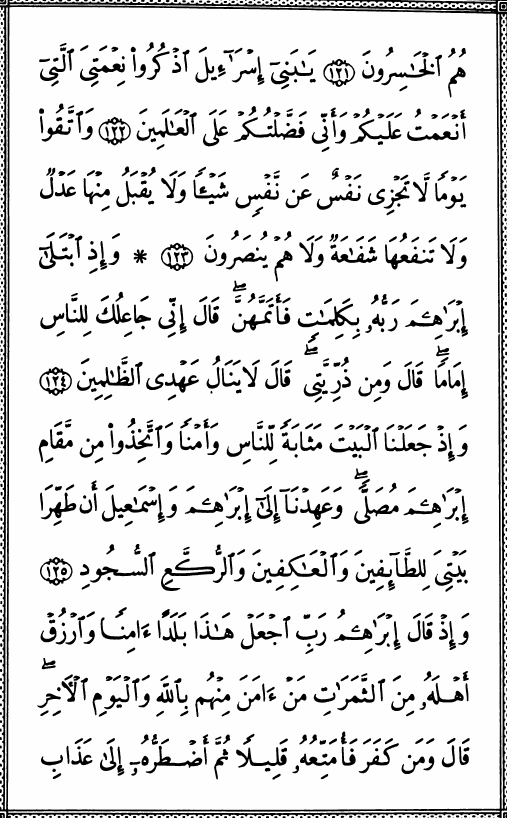 هُمُ ٱلْخَـٰسِرُونَ ١٢١ يَـٰبَنِىٓ إِسْرَٰٓءِيلَ ٱذْكُرُوا۟ نِعْمَتِىَ ٱلَّتِىٓ
أَنْعَمْتُ عَلَيْكُمْ وَأَنِّى فَضَّلْتُكُمْ عَلَى ٱلْعَـٰلَمِينَ ١٢٢ وَٱتَّقُوا۟
يَوْمًا لَّا تَجْزِى نَفْسٌ عَن نَّفْسٍ شَيْـًٔا وَلَا يُقْبَلُ مِنْهَا عَدْلٌ
وَلَا تَنفَعُهَا شَفَـٰعَةٌ وَلَا هُمْ يُنصَرُونَ ١٢٣ * وَإِذِ ٱبْتَلَىٰٓ
إِبْرَٰهِـۧمَ رَبُّهُۥ بِكَلِمَـٰتٍ فَأَتَمَّهُنَّ ۖ قَالَ إِنِّى جَاعِلُكَ لِلنَّاسِ
إِمَامًا ۖ قَالَ وَمِن ذُرِّيَّتِى ۖ قَالَ لَا يَنَالُ عَهْدِى ٱلظَّـٰلِمِينَ ١٢٤
وَإِذْ جَعَلْنَا ٱلْبَيْتَ مَثَابَةً لِّلنَّاسِ وَأَمْنًا وَٱتَّخِذُوا۟ مِن مَّقَامِ
إِبْرَٰهِـۧمَ مُصَلًّى ۖ وَعَهِدْنَآ إِلَىٰٓ إِبْرَٰهِـۧمَ وَإِسْمَـٰعِيلَ أَن طَهِّرَا
بَيْتِىَ لِلطَّآئِفِينَ وَٱلْعَـٰكِفِينَ وَٱلرُّكَّعِ ٱلسُّجُودِ ١٢٥
وَإِذْ قَالَ إِبْرَٰهِـۧمُ رَبِّ ٱجْعَلْ هَـٰذَا بَلَدًا ءَامِنًا وَٱرْزُقْ
أَهْلَهُۥ مِنَ ٱلثَّمَرَٰتِ مَنْ ءَامَنَ مِنْهُم بِٱللَّهِ وَٱلْيَوْمِ ٱلْـَٔاخِرِ ۖ
قَالَ وَمَن كَفَرَ فَأُمَتِّعُهُۥ قَلِيلًا ثُمَّ أَضْطَرُّهُۥٓ إِلَىٰ عَذَابِ